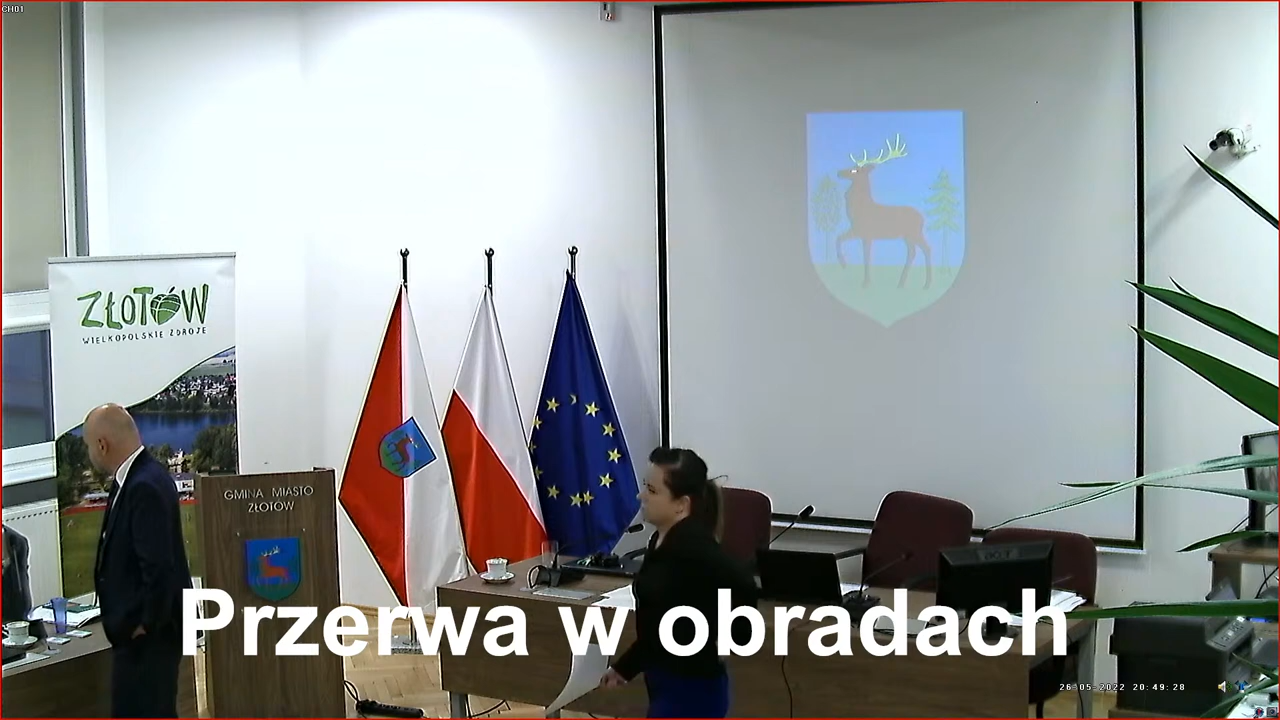 CH01
ZŁOTÓW
WIELKOPOLSKIE ZDROJE
GMINA MIASTO
ZŁOTÓW
Przerwa w obradach
26-05-2022 20:49:28